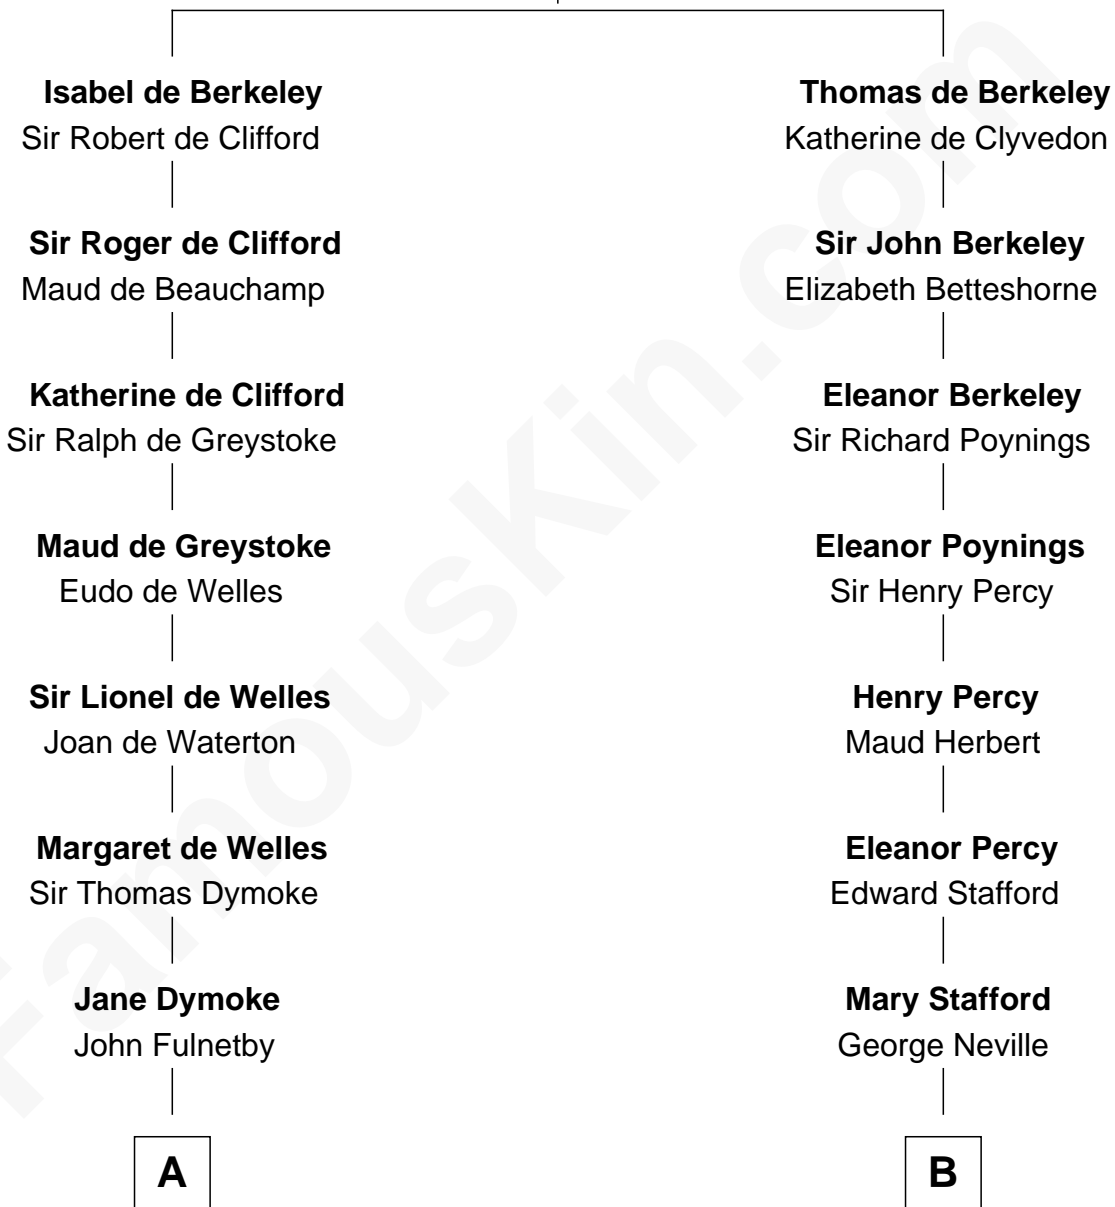 Isabel de Berkeley
Sir Robert de Clifford
Sir Roger de Clifford
Maud de Beauchamp
Katherine de Clifford
Sir Ralph de Greystoke
Maud de Greystoke
Eudo de Welles
Sir Lionel de Welles
Joan de Waterton
Margaret de Welles
Sir Thomas Dymoke
Jane Dymoke
John Fulnetby
A
Thomas de Berkeley
Katherine de Clyvedon
Sir John Berkeley
Elizabeth Betteshorne
Eleanor Berkeley
Sir Richard Poynings
Eleanor Poynings
Sir Henry Percy
Henry Percy
Maud Herbert
Eleanor Percy
Edward Stafford
Mary Stafford
George Neville
B
FamousKin.com